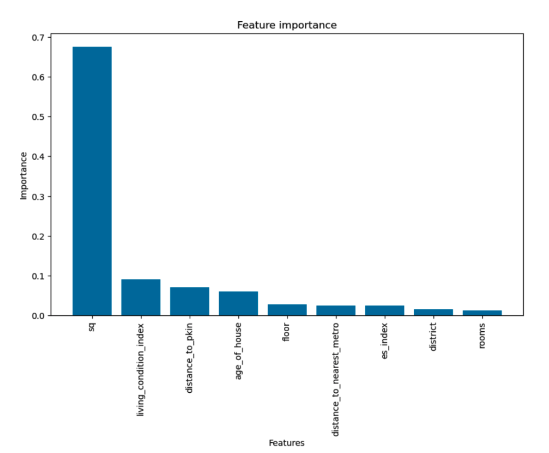 Feature importance
0.7
0.6
0.5
0.4
0.3
0.2
0.1
0.0
Importance
sq
living_condition_index
distance_to_pkin
age_of_house
floor
distance_to_nearest_metro
es_index
district
rooms
Features